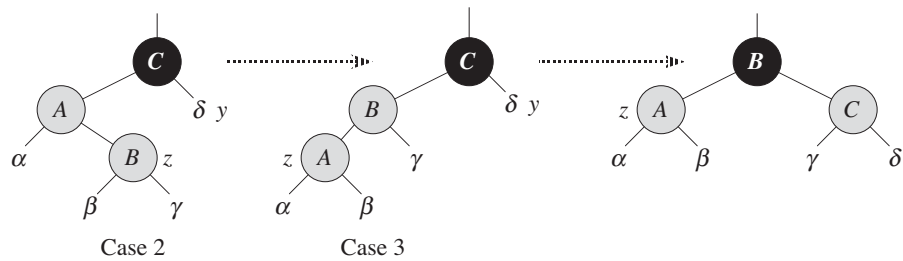 C C B
A δ y B δ y z A C
α B z z A γ α β γ δ
β γ α β
Case 2 Case 3